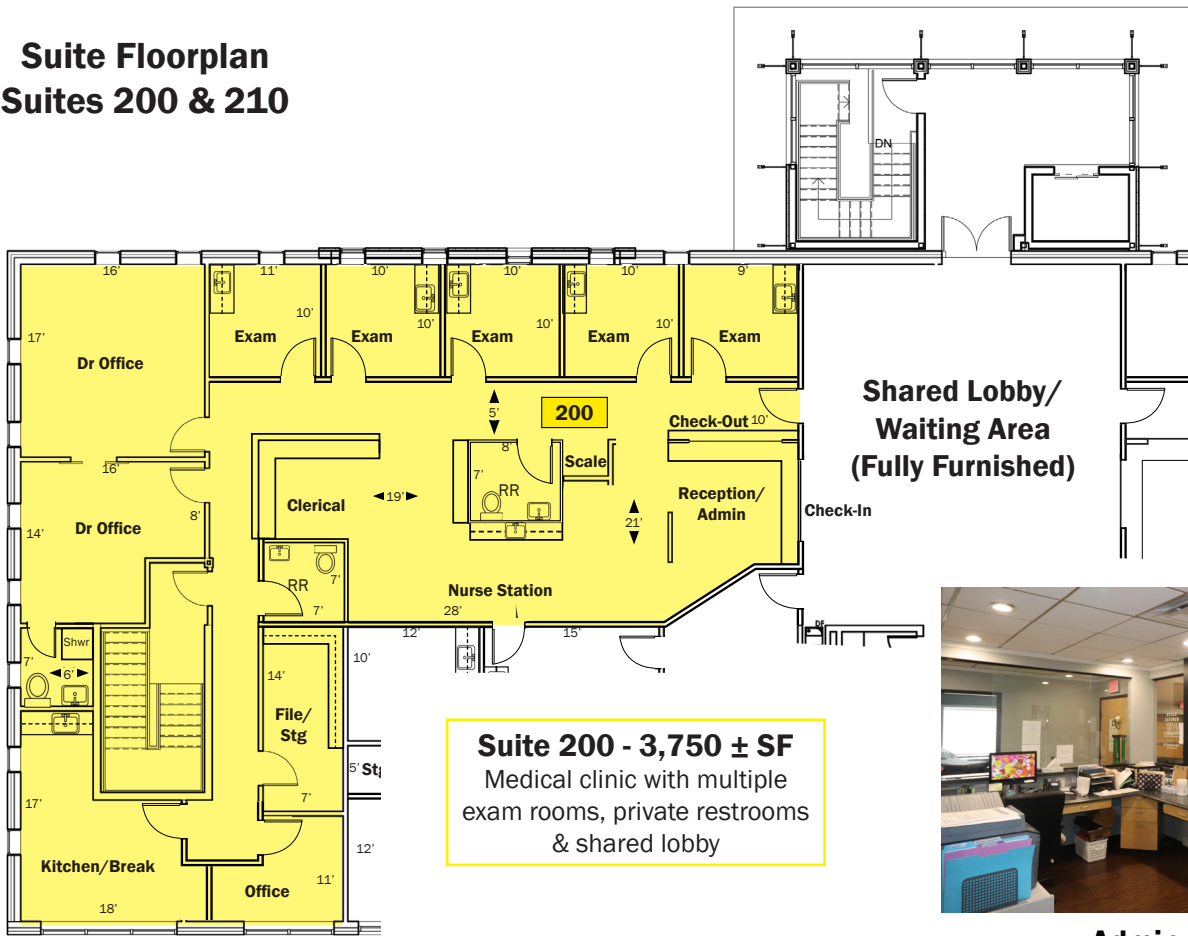 Suite Floorplan
Suites 200 & 210
DN
16'
11'
10'
10'
10'
9'
17'
10'
10'
10'
10'
Exam
Exam
Exam
Exam
Exam
Dr Office
5'
200
Check-Out 10'
Shared Lobby/
Waiting Area
(Fully Furnished)
16'
8'
7'
Scale
RR
Clerical
19'
Reception/
Admin
Check-In
8'
14'
Dr Office
21'
RR
7'
7'
Nurse Station
28'
12'
15'
DF
Shwr
7'
6'
10'
14'
File/
Stg
7'
5'
17'
12'
Kitchen/Break
Office
11'
18'
Suite 200 - 3,750 ± SF
Medical clinic with multiple
exam rooms, private restrooms
& shared lobby